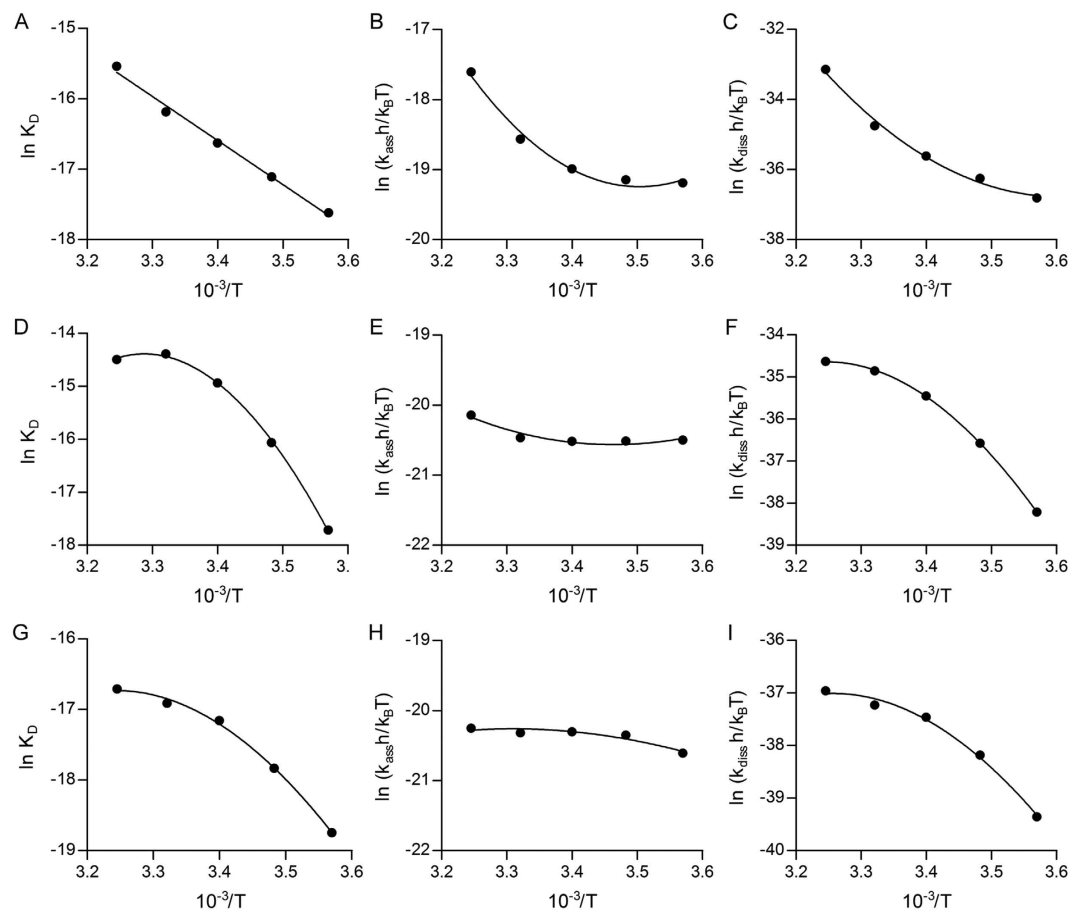 A
-15
-16
-17
-18
ln K_D
3.2 3.3 3.4 3.5 3.6
10⁻³/T
B
-17
-18
-19
-20
ln (k_ass h/k_B T)
3.2 3.3 3.4 3.5 3.6
10⁻³/T
C
-32
-34
-36
-38
ln (k_diss h/k_B T)
3.2 3.3 3.4 3.5 3.6
10⁻³/T
D
-14
-15
-16
-17
-18
ln K_D
3.2 3.3 3.4 3.5 3.
10⁻³/T
E
-19
-20
-21
-22
ln (k_ass h/k_B T)
3.2 3.3 3.4 3.5 3.6
10⁻³/T
F
-34
-35
-36
-37
-38
-39
ln (k_diss h/k_B T)
3.2 3.3 3.4 3.5 3.6
10⁻³/T
G
-16
-17
-18
-19
ln K_D
3.2 3.3 3.4 3.5 3.6
10⁻³/T
H
-19
-20
-21
-22
ln (k_ass h/k_B T)
3.2 3.3 3.4 3.5 3.6
10⁻³/T
I
-36
-37
-38
-39
-40
ln (k_diss h/k_B T)
3.2 3.3 3.4 3.5 3.6
10⁻³/T